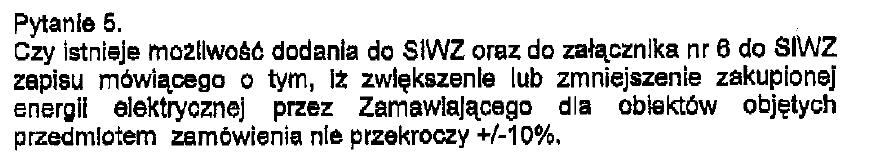 Pytanie 5.
Czy istnieje możliwość dodania do SIWZ oraz do załącznika nr 6 do SIWZ
zapisu mówiącego o tym, iż zwiększenie lub zmniejszenie zakupionej
energii elektrycznej przez Zamawiającego dla obiektów objętych
przedmiotem zamówienia nie przekroczy +/-10%.